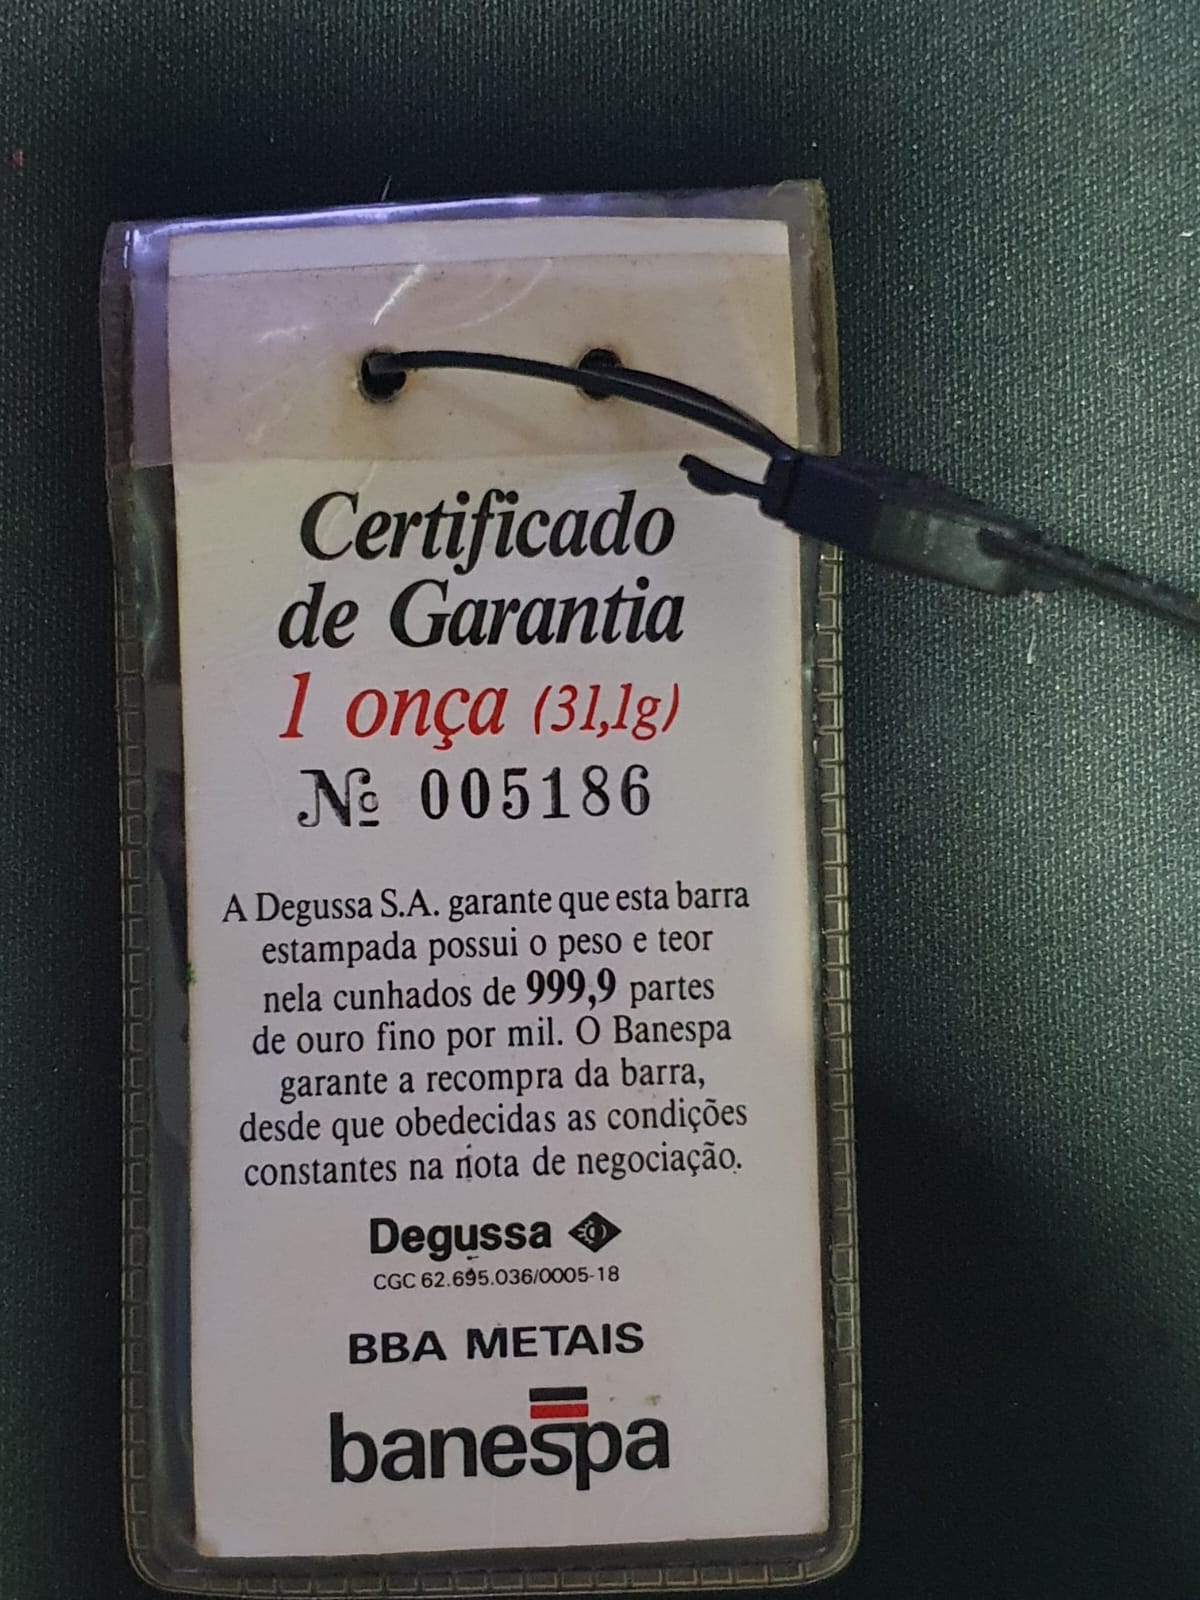 Certificado
de Garantia
1 onça (31,1g)
Nº 005186
A Degussa S.A. garante que esta barra
estampada possui o peso e teor
nela cunhados de 999,9 partes
de ouro fino por mil. O Banespa
garante a recompra da barra,
desde que obedecidas as condições
constantes na nota de negociação.
Degussa
CGC 62.695.036/0005-18
BBA METAIS
banespa